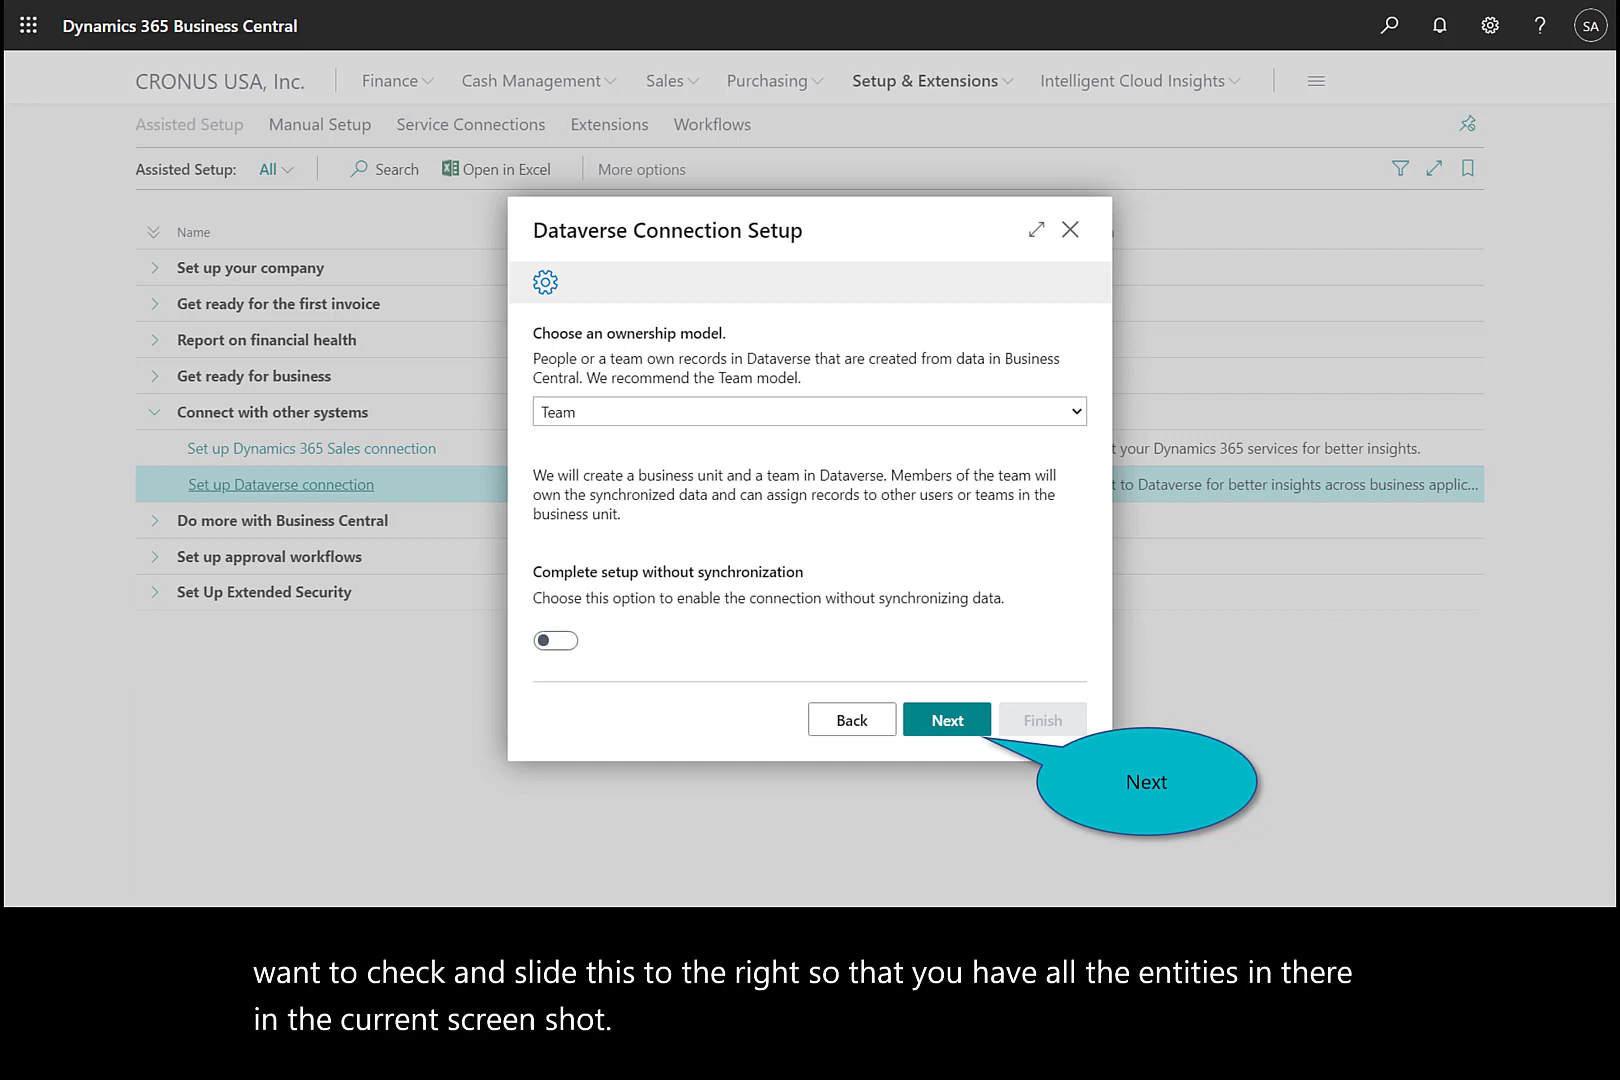 Dynamics 365 Business Central
SA
CRONUS USA, Inc.
Finance
Cash Management
Sales
Purchasing
Setup & Extensions
Intelligent Cloud Insights
Assisted Setup
Manual Setup
Service Connections
Extensions
Workflows
Assisted Setup:
All
Search
Open in Excel
More options
Name
Set up your company
Get ready for the first invoice
Report on financial health
Get ready for business
Connect with other systems
Set up Dynamics 365 Sales connection
t your Dynamics 365 services for better insights.
Set up Dataverse connection
t to Dataverse for better insights across business applic...
Do more with Business Central
Set up approval workflows
Set Up Extended Security
Dataverse Connection Setup
Choose an ownership model.
People or a team own records in Dataverse that are created from data in Business
Central. We recommend the Team model.
Team
We will create a business unit and a team in Dataverse. Members of the team will
own the synchronized data and can assign records to other users or teams in the
business unit.
Complete setup without synchronization
Choose this option to enable the connection without synchronizing data.
Back
Next
Finish
Next
want to check and slide this to the right so that you have all the entities in there
in the current screen shot.